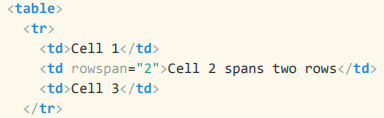 <table>
<tr>
<td>Cell 1</td>
<td rowspan="2">Cell 2 spans two rows</td>
<td>Cell 3</td>
</tr>